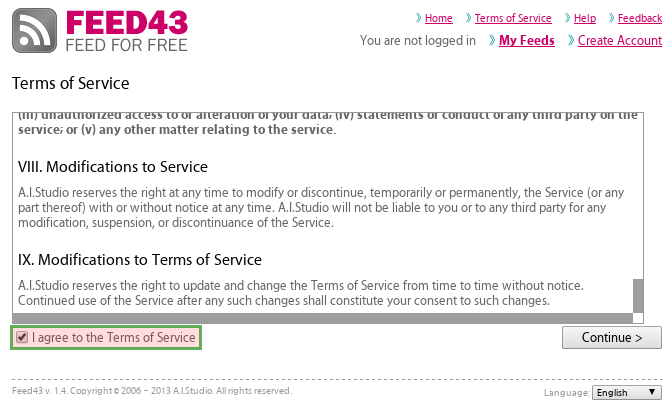 FEED43
FEED FOR FREE
》Home 》Terms of Service 》Help 》Feedback
You are not logged in 》My Feeds 》Create Account
Terms of Service
(iii) unauthorized access to or alteration of your data; (iv) statements or conduct of any third party on the
service; or (v) any other matter relating to the service.
VIII. Modifications to Service
A.I.Studio reserves the right at any time to modify or discontinue, temporarily or permanently, the Service (or any
part thereof) with or without notice at any time. A.I.Studio will not be liable to you or to any third party for any
modification, suspension, or discontinuance of the Service.
IX. Modifications to Terms of Service
A.I.Studio reserves the right to update and change the Terms of Service from time to time without notice.
Continued use of the Service after any such changes shall constitute your consent to such changes.
I agree to the Terms of Service
Continue >
Feed43 v. 1.4. Copyright © 2006 – 2013 A.I.Studio. All rights reserved.
Language: English